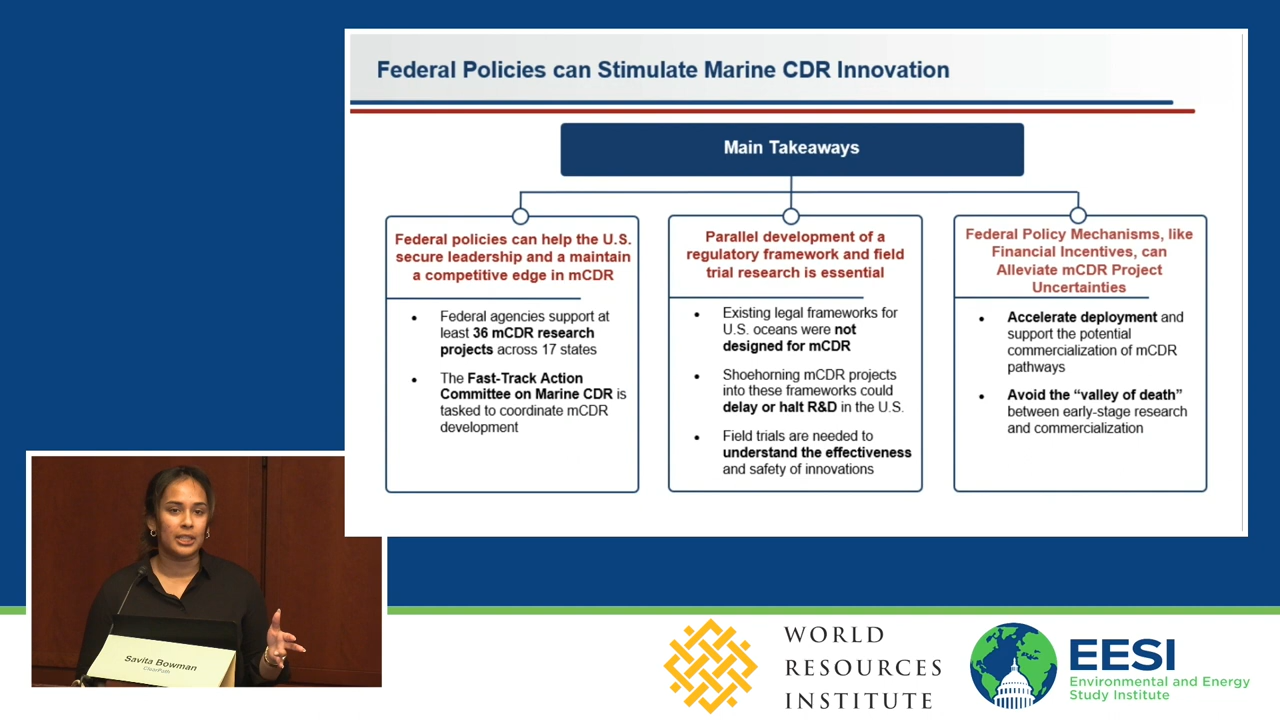 Federal Policies can Stimulate Marine CDR Innovation
Main Takeaways
Federal policies can help the U.S.
secure leadership and a maintain
a competitive edge in mCDR
• Federal agencies support at
least 36 mCDR research
projects across 17 states
• The Fast-Track Action
Committee on Marine CDR is
tasked to coordinate mCDR
development
Parallel development of a
regulatory framework and field
trial research is essential
• Existing legal frameworks for
U.S. oceans were not
designed for mCDR
• Shoehorning mCDR projects
into these frameworks could
delay or halt R&D in the U.S.
• Field trials are needed to
understand the effectiveness
and safety of innovations
Federal Policy Mechanisms, like
Financial Incentives, can
Alleviate mCDR Project
Uncertainties
• Accelerate deployment and
support the potential
commercialization of mCDR
pathways
• Avoid the “valley of death”
between early-stage research
and commercialization
Savita Bowman
ClearPath
WORLD
RESOURCES
INSTITUTE
EESI
Environmental and Energy
Study Institute